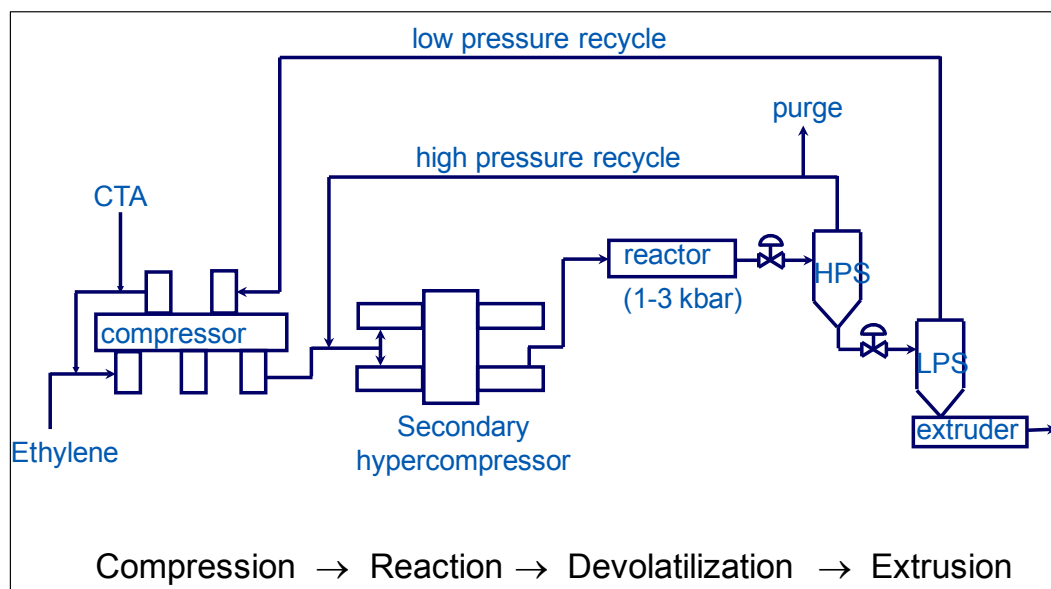 low pressure recycle
purge
high pressure recycle
CTA
reactor
HPS
(1-3 kbar)
compressor
LPS
Secondary
hypercompressor
extruder
Ethylene
Compression → Reaction → Devolatilization → Extrusion